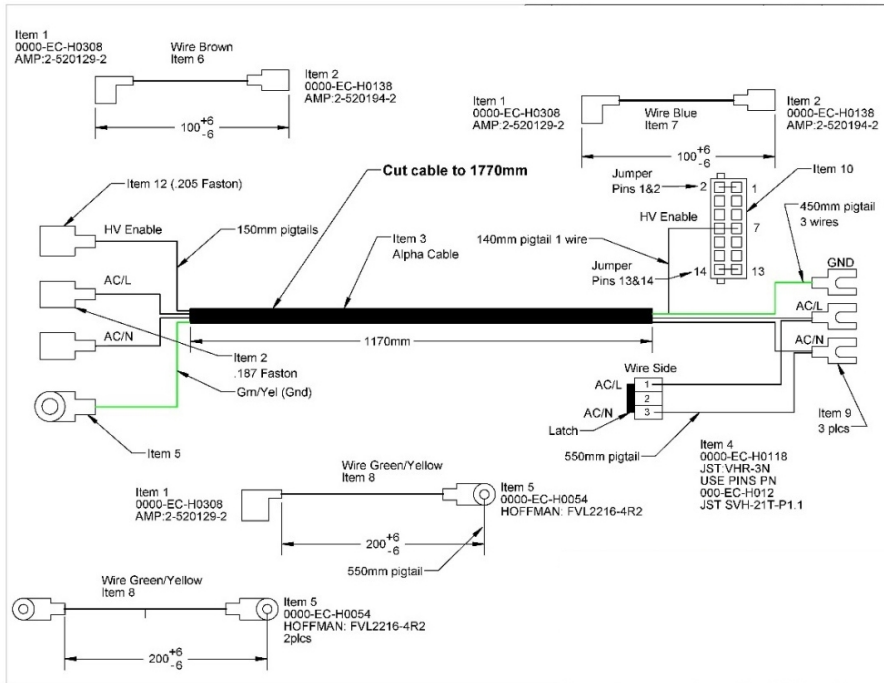 Item 1
0000-EC-H0308
AMP:2-520129-2
Wire Brown
Item 6
Item 2
0000-EC-H0138
AMP:2-520194-2
100 +6 -6
Item 1
0000-EC-H0308
AMP:2-520129-2
Wire Blue
Item 7
Item 2
0000-EC-H0138
AMP:2-520194-2
100 +6 -6
Cut cable to 1770mm
Item 12 (.205 Faston)
HV Enable
150mm pigtails
Item 3
Alpha Cable
AC/L
AC/N
Item 2
.187 Faston
Grn/Yel (Gnd)
Item 5
1170mm
Jumper
Pins 1&2
2
1
Item 10
HV Enable
7
140mm pigtail 1 wire
Jumper
Pins 13&14
14
13
450mm pigtail
3 wires
GND
AC/L
AC/N
Item 9
3 plcs
Wire Side
AC/L
1
2
AC/N
3
Latch
550mm pigtail
Item 4
0000-EC-H0118
JST:VHR-3N
USE PINS PN
000-EC-H012
JST SVH-21T-P1.1
Item 1
0000-EC-H0308
AMP:2-520129-2
Wire Green/Yellow
Item 8
Item 5
0000-EC-H0054
HOFFMAN: FVL2216-4R2
200 +6 -6
550mm pigtail
Wire Green/Yellow
Item 8
Item 5
0000-EC-H0054
HOFFMAN: FVL2216-4R2
2plcs
200 +6 -6